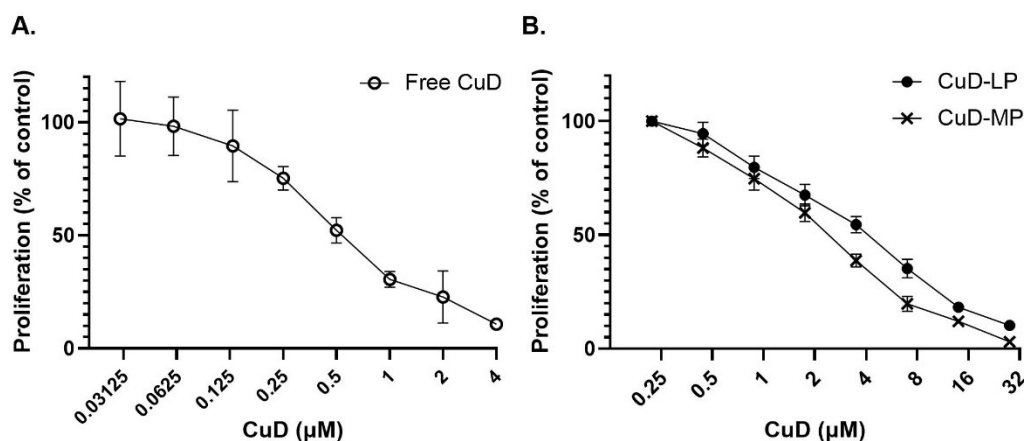 A.
Proliferation (% of control)
100
50
0
Free CuD
0.03125
0.0625
0.125
0.25
0.5
1
2
4
CuD (µM)
B.
Proliferation (% of control)
100
50
0
CuD-LP
CuD-MP
0.25
0.5
1
2
4
8
16
32
CuD (µM)